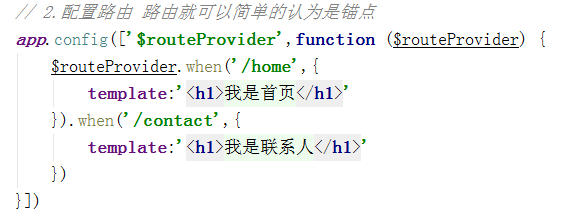 // 2.配置路由 路由就可以简单的认为是锚点
app.config(['$routeProvider',function ($routeProvider) {
    $routeProvider.when('/home',{
        template:'<h1>我是首页</h1>'
    }).when('/contact',{
        template:'<h1>我是联系人</h1>'
    })
}])